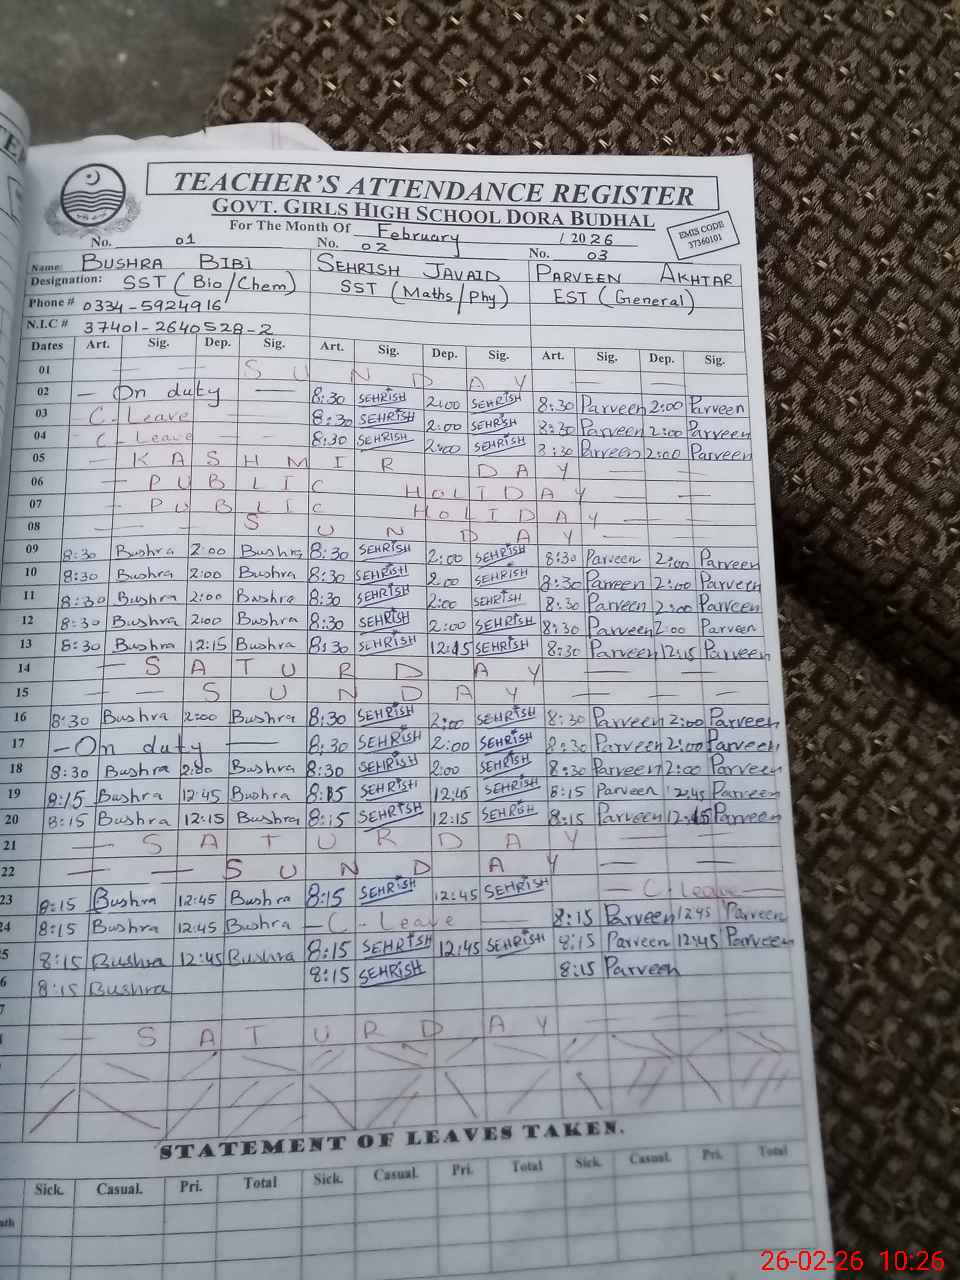 TEACHER'S ATTENDANCE REGISTER
GOVT. GIRLS HIGH SCHOOL DORA BUDHAL
For The Month Of February / 2026
EMIS CODE
37360101
No. 01 No. 02 No. 03
Name: BUSHRA BIBI SEHRISH JAVAID PARVEEN AKHTAR
Designation: SST (Bio/Chem) SST (Maths/Phy) EST (General)
Phone # 0334-5924916
N.I.C # 37401-2640528-2
Dates Art. Sig. Dep. Sig. Art. Sig. Dep. Sig. Art. Sig. Dep. Sig.
01 — — S U N D A Y — —
02 — On duty — 8:30 SEHRISH 2:00 SEHRISH 8:30 Parveen 2:00 Parveen
03 C - Leave 8:30 SEHRISH 2:00 SEHRISH 8:30 Parveen 2:00 Parveen
04 C - Leave — — 8:30 SEHRISH 2:00 SEHRISH 8:30 Parveen 2:00 Parveen
05 — K A S H M I R D A Y — —
06 — P U B L I C H O L I D A Y — —
07 — P U B L I C H O L I D A Y — —
08 — — S U N D A Y —
09 8:30 Bushra 2:00 Bushra 8:30 SEHRISH 2:00 SEHRISH 8:30 Parveen 2:00 Parveen
10 8:30 Bushra 2:00 Bushra 8:30 SEHRISH 2:00 SEHRISH 8:30 Parveen 2:00 Parveen
11 8:30 Bushra 2:00 Bushra 8:30 SEHRISH 2:00 SEHRISH 8:30 Parveen 2:00 Parveen
12 8:30 Bushra 2:00 Bushra 8:30 SEHRISH 2:00 SEHRISH 8:30 Parveen 2:00 Parveen
13 8:30 Bushra 12:15 Bushra 8:30 SEHRISH 12:15 SEHRISH 8:30 Parveen 12:15 Parveen
14 — S A T U R D A Y — —
15 — — S U N D A Y — — —
16 8:30 Bushra 2:00 Bushra 8:30 SEHRISH 2:00 SEHRISH 8:30 Parveen 2:00 Parveen
17 — On duty — 8:30 SEHRISH 2:00 SEHRISH 8:30 Parveen 2:00 Parveen
18 8:30 Bushra 2:00 Bushra 8:30 SEHRISH 2:00 SEHRISH 8:30 Parveen 2:00 Parveen
19 8:15 Bushra 12:45 Bushra 8:15 SEHRISH 12:45 SEHRISH 8:15 Parveen 12:45 Parveen
20 8:15 Bushra 12:15 Bushra 8:15 SEHRISH 12:15 SEHRISH 8:15 Parveen 12:15 Parveen
21 — S A T U R D A Y — —
22 — — S U N D A Y — —
23 8:15 Bushra 12:45 Bushra 8:15 SEHRISH 12:45 SEHRISH — C. Leave —
24 8:15 Bushra 12:45 Bushra — C - Leave — 8:15 Parveen 12:45 Parveen
5 8:15 Bushra 12:45 Bushra 8:15 SEHRISH 12:45 SEHRISH 8:15 Parveen 12:45 Parveen
6 8:15 Bushra 8:15 SEHRISH 8:15 Parveen
7
— S A T U R D A Y — — —
STATEMENT OF LEAVES TAKEN.
Sick. Casual. Pri. Total Sick. Casual. Pri. Total Sick. Casual. Pri. Total
26-02-26 10:26